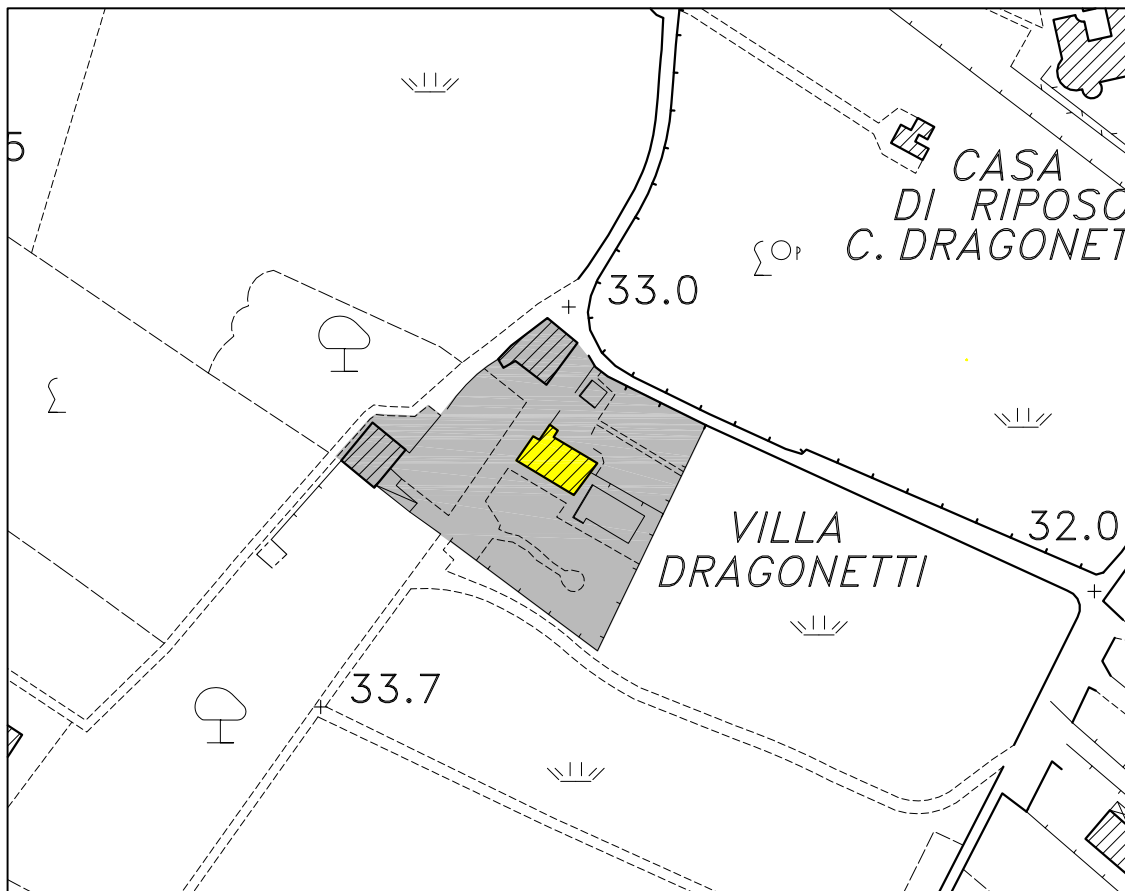 5
CASA
DI RIPOSO
C. DRAGONET
33.0
P
VILLA
DRAGONETTI
32.0
33.7